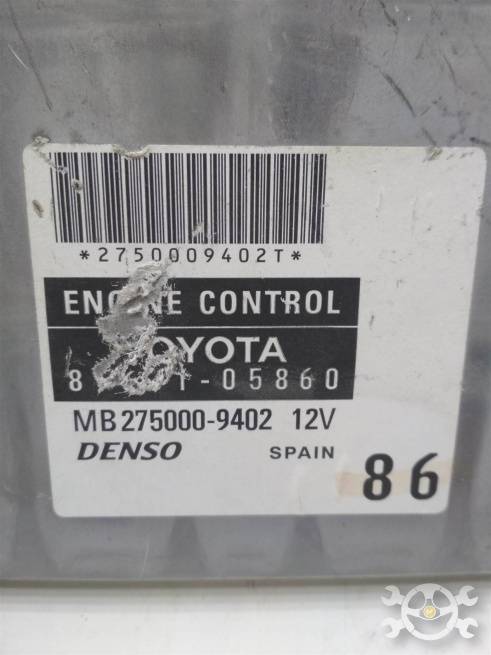 *2750009402T*
ENGINE CONTROL
TOYOTA
MB275000-9402 12V
DENSO SPAIN 86